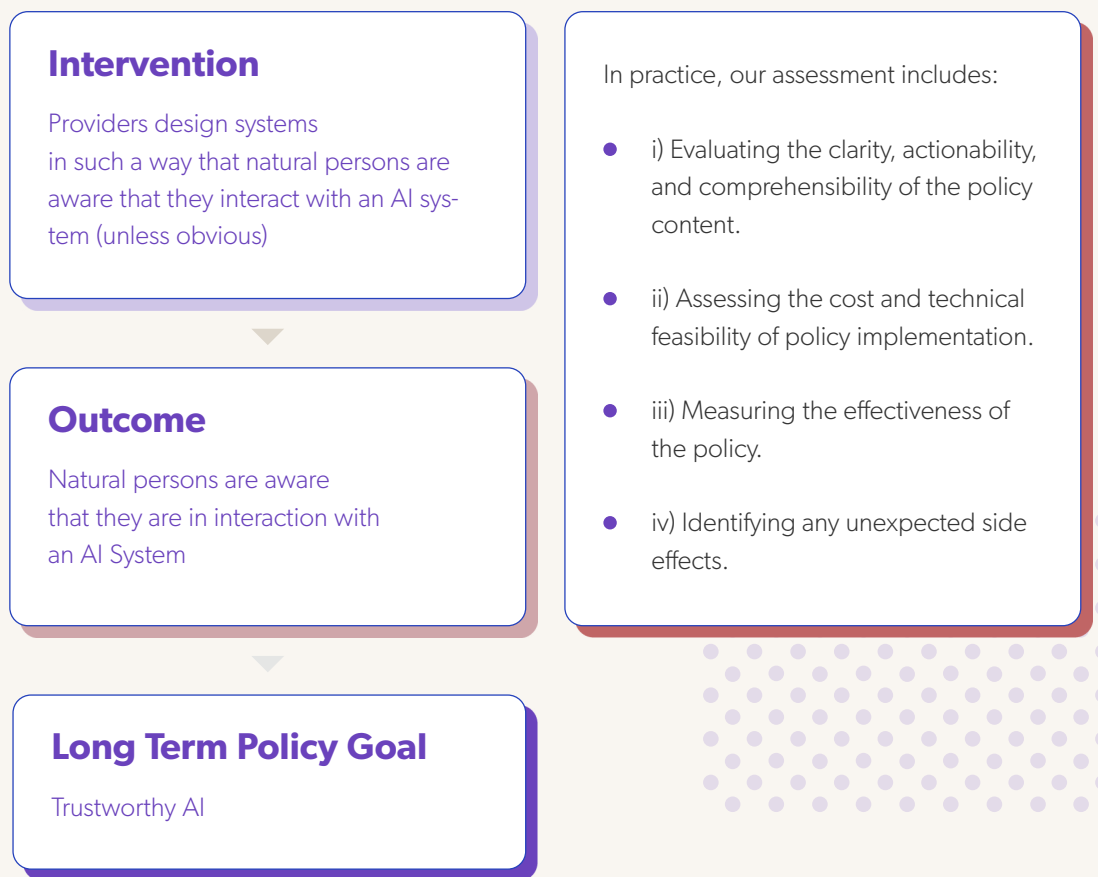 Intervention
Providers design systems
in such a way that natural persons are
aware that they interact with an AI sys-
tem (unless obvious)
Outcome
Natural persons are aware
that they are in interaction with
an AI System
Long Term Policy Goal
Trustworthy AI
In practice, our assessment includes:
i) Evaluating the clarity, actionability,
and comprehensibility of the policy
content.
ii) Assessing the cost and technical
feasibility of policy implementation.
iii) Measuring the effectiveness of
the policy.
iv) Identifying any unexpected side
effects.